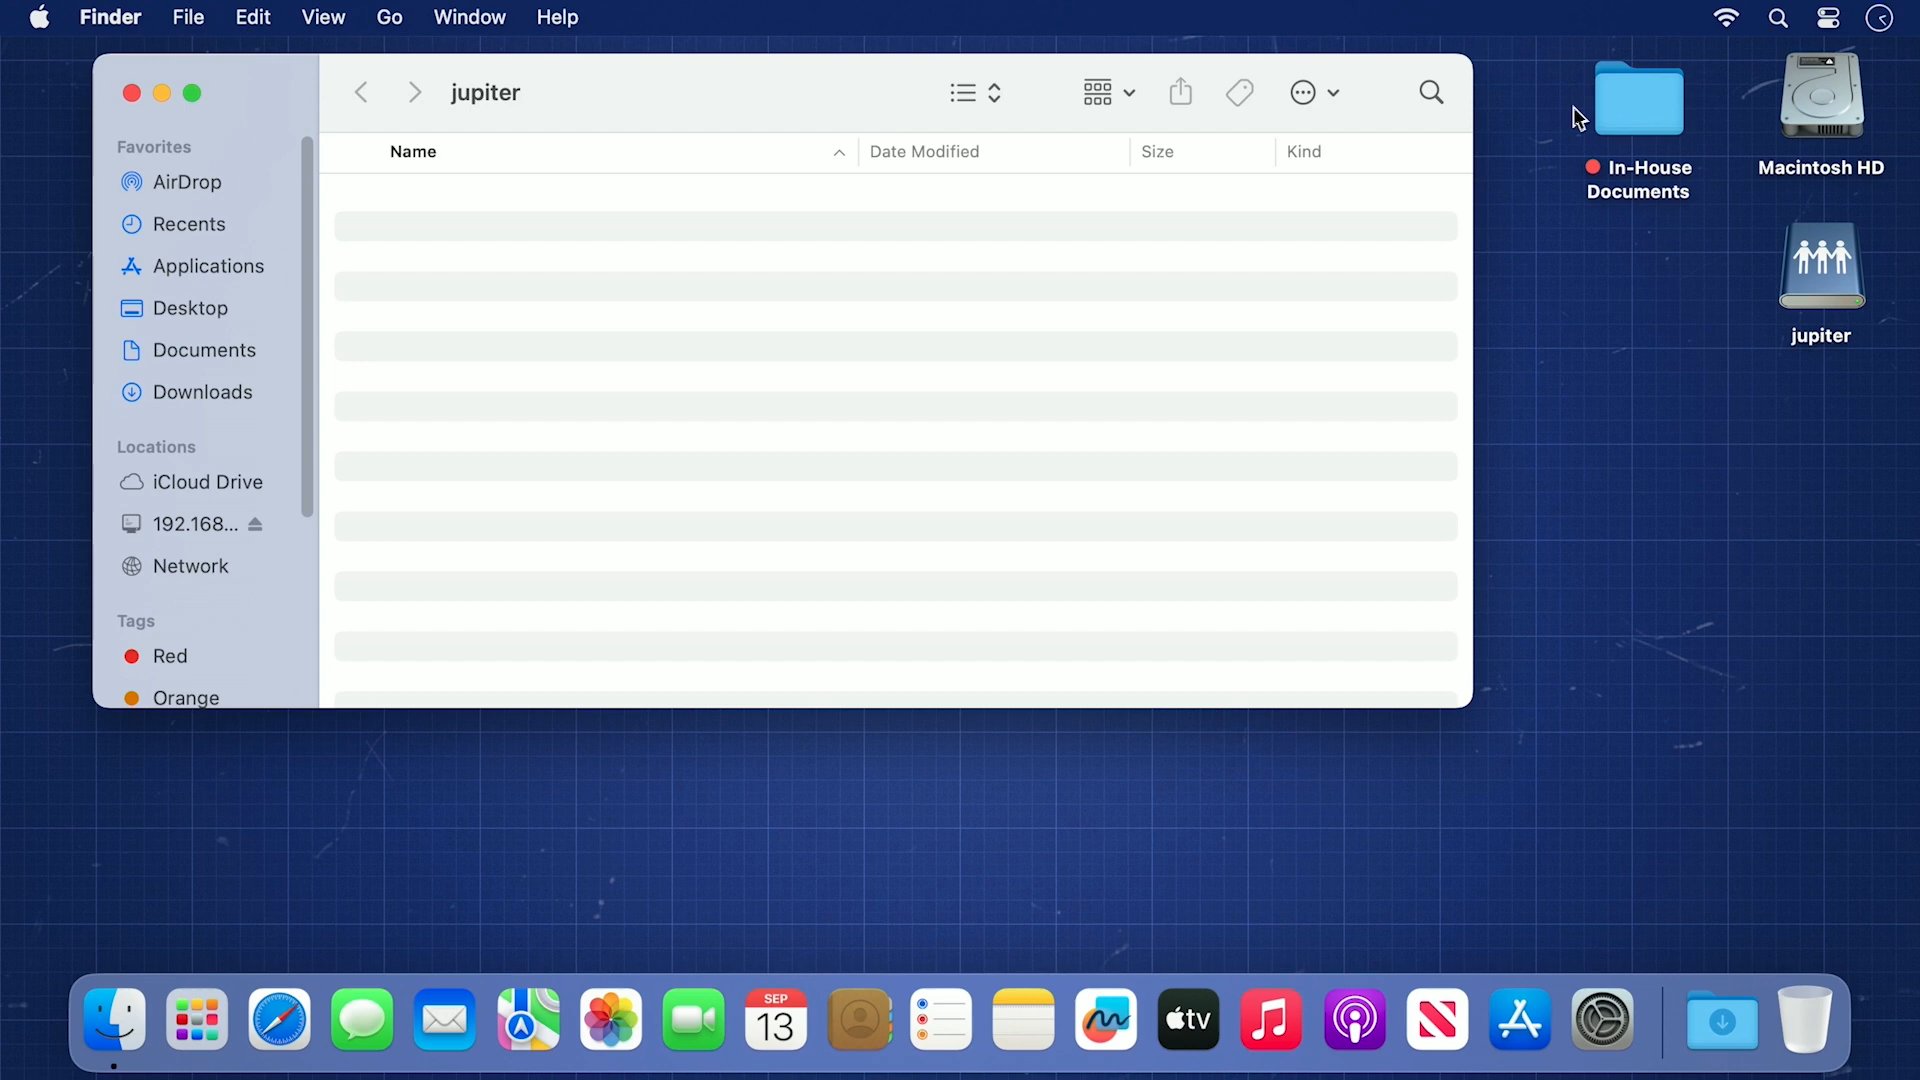 Finder File Edit View Go Window Help
jupiter
Name Date Modified Size Kind
Favorites
AirDrop
Recents
Applications
Desktop
Documents
Downloads
Locations
iCloud Drive
192.168...
Network
Tags
Red
Orange
In-House
Documents
Macintosh HD
jupiter
SEP
13
tv